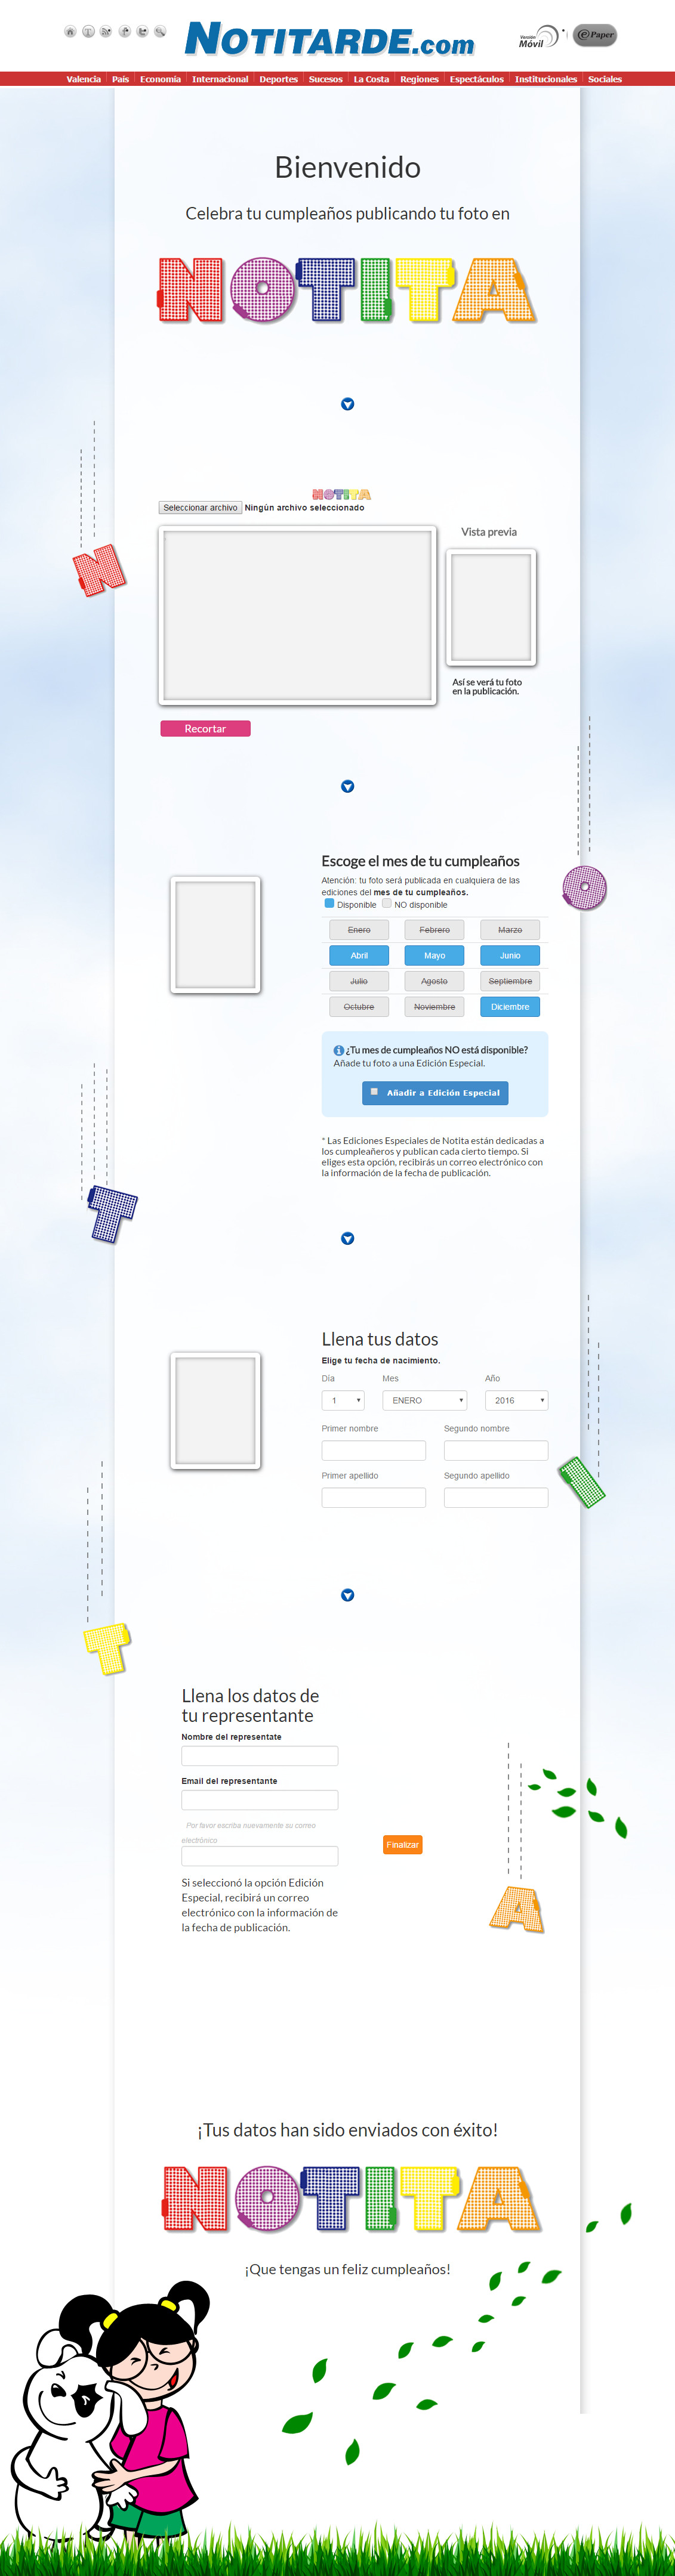 NOTITARDE.com
Versión
Móvil
e Paper
Valencia País Economía Internacional Deportes Sucesos La Costa Regiones Espectáculos Institucionales Sociales
Bienvenido
Celebra tu cumpleaños publicando tu foto en
NOTITA
NOTITA
Seleccionar archivo Ningún archivo seleccionado
Vista previa
N
Así se verá tu foto
en la publicación.
Recortar
O
Escoge el mes de tu cumpleaños
Atención: tu foto será publicada en cualquiera de las
ediciones del mes de tu cumpleaños.
Disponible NO disponible
Enero Febrero Marzo
Abril Mayo Junio
Julio Agosto Septiembre
Octubre Noviembre Diciembre
¿Tu mes de cumpleaños NO está disponible?
Añade tu foto a una Edición Especial.
Añadir a Edición Especial
* Las Ediciones Especiales de Notita están dedicadas a
los cumpleañeros y publican cada cierto tiempo. Si
eliges esta opción, recibirás un correo electrónico con
la información de la fecha de publicación.
T
Llena tus datos
Elige tu fecha de nacimiento.
Día Mes Año
1 ENERO 2016
Primer nombre Segundo nombre
Primer apellido Segundo apellido
I
T
Llena los datos de
tu representante
Nombre del representate
Email del representante
Por favor escriba nuevamente su correo
electrónico
Finalizar
Si seleccionó la opción Edición
Especial, recibirá un correo
electrónico con la información de
la fecha de publicación.
A
¡Tus datos han sido enviados con éxito!
NOTITA
¡Que tengas un feliz cumpleaños!